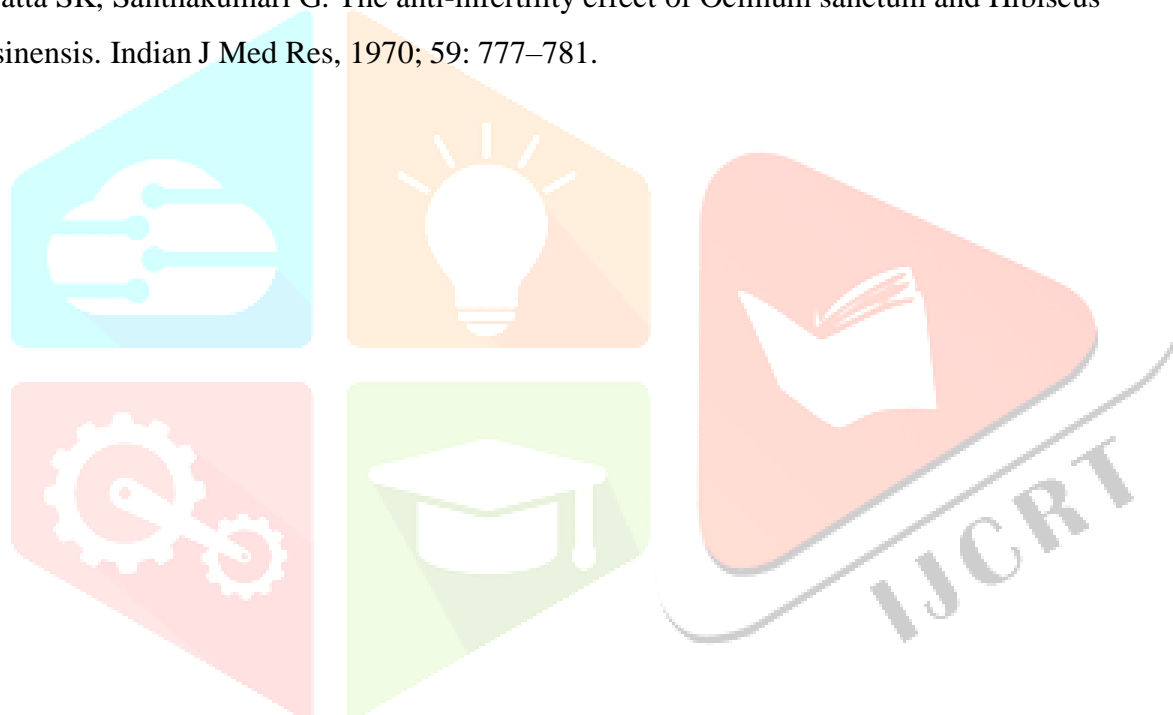 atta SK, Santhakumari G. The anti-infertility effect of Ocimum sanctum and Hibiscus
sinensis. Indian J Med Res, 1970; 59: 777–781.
IJCRT